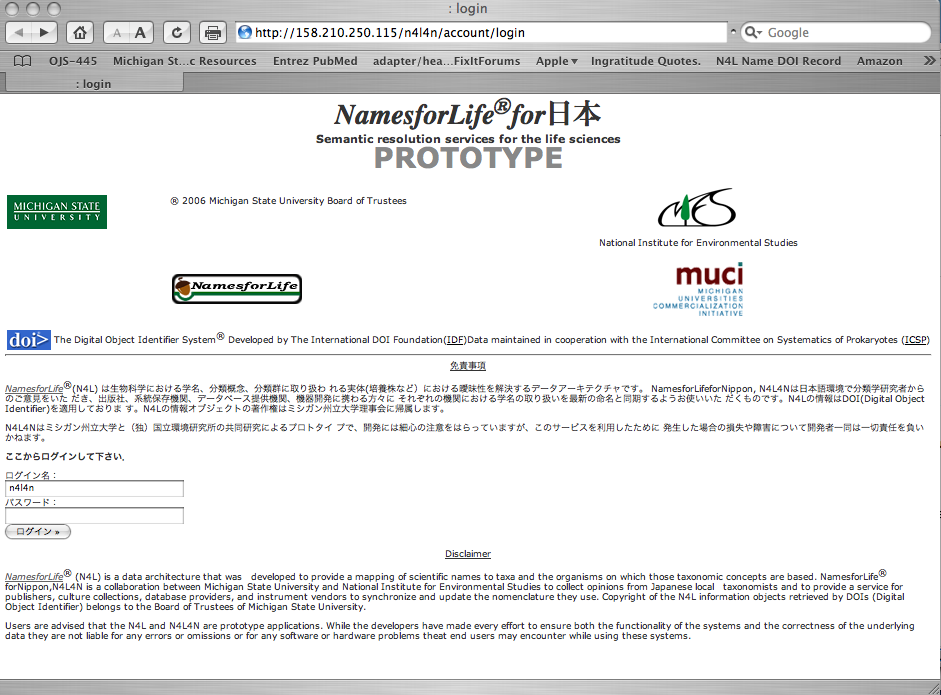 : login
A A
http://158.210.250.115/n4l4n/account/login
Google
OJS-445 Michigan St...c Resources Entrez PubMed adapter/hea...FixItForums Apple▾ Ingratitude Quotes. N4L Name DOI Record Amazon »
: login
NamesforLife®for日本
Semantic resolution services for the life sciences
PROTOTYPE
MICHIGAN STATE
UNIVERSITY
® 2006 Michigan State University Board of Trustees
National Institute for Environmental Studies
NamesforLife
muci
MICHIGAN
UNIVERSITIES
COMMERCIALIZATION
INITIATIVE
doi> The Digital Object Identifier System® Developed by The International DOI Foundation(IDF)Data maintained in cooperation with the International Committee on Systematics of Prokaryotes (ICSP)
免責事項
NamesforLife®(N4L) は生物科学における学名、分類概念、分類群に取り扱わ れる実体(培養株など）における曖昧性を解決するデータアーキテクチャです。 NamesforLifeforNippon, N4L4Nは日本語環境で分類学研究者から
のご意見をいた だき、出版社、系統保存機関、データベース提供機関、機器開発に携わる方々に それぞれの機関における学名の取り扱いを最新の命名と同期するようお使いいた だくものです。N4Lの情報はDOI(Digital Object
Identifier)を適用しておりま す。N4Lの情報オブジェクトの著作権はミシガン州立大学理事会に帰属します。
N4L4Nはミシガン州立大学と（独）国立環境研究所の共同研究によるプロトタイ プで、開発には細心の注意をはらっていますが、このサービスを利用したために 発生した場合の損失や障害について開発者一同は一切責任を負い
かねます。
ここからログインして下さい。
ログイン名：
n4l4n
パスワード：
ログイン »
Disclaimer
NamesforLife® (N4L) is a data architecture that was developed to provide a mapping of scientific names to taxa and the organisms on which those taxonomic concepts are based. NamesforLife®
forNippon,N4L4N is a collaboration between Michigan State University and National Institute for Environmental Studies to collect opinions from Japanese local taxonomists and to provide a service for
publishers, culture collections, database providers, and instrument vendors to synchronize and update the nomenclature they use. Copyright of the N4L information objects retrieved by DOIs (Digital
Object Identifier) belongs to the Board of Trustees of Michigan State University.
Users are advised that the N4L and N4L4N are prototype applications. While the developers have made every effort to ensure both the functionality of the systems and the correctness of the underlying
data they are not liable for any errors or omissions or for any software or hardware problems theat end users may encounter while using these systems.